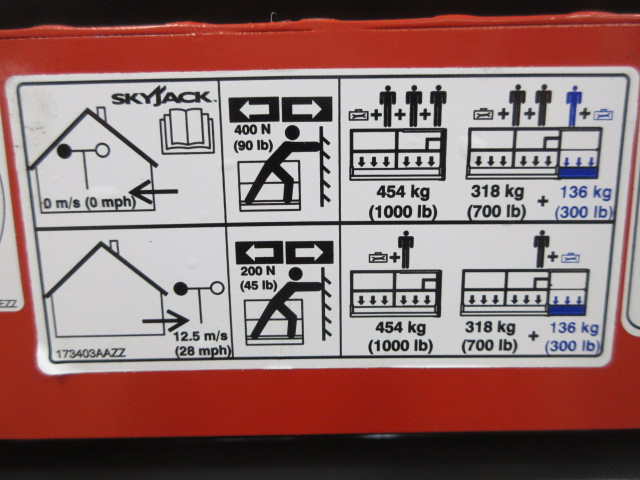 SKYJACK
0 m/s (0 mph)
400 N
(90 lb)
+ + +
454 kg
(1000 lb)
+ + +
318 kg
(700 lb)
+
136 kg
(300 lb)
12.5 m/s
(28 mph)
173403AAZZ
200 N
(45 lb)
+
454 kg
(1000 lb)
+
318 kg
(700 lb)
+
136 kg
(300 lb)
EZZ